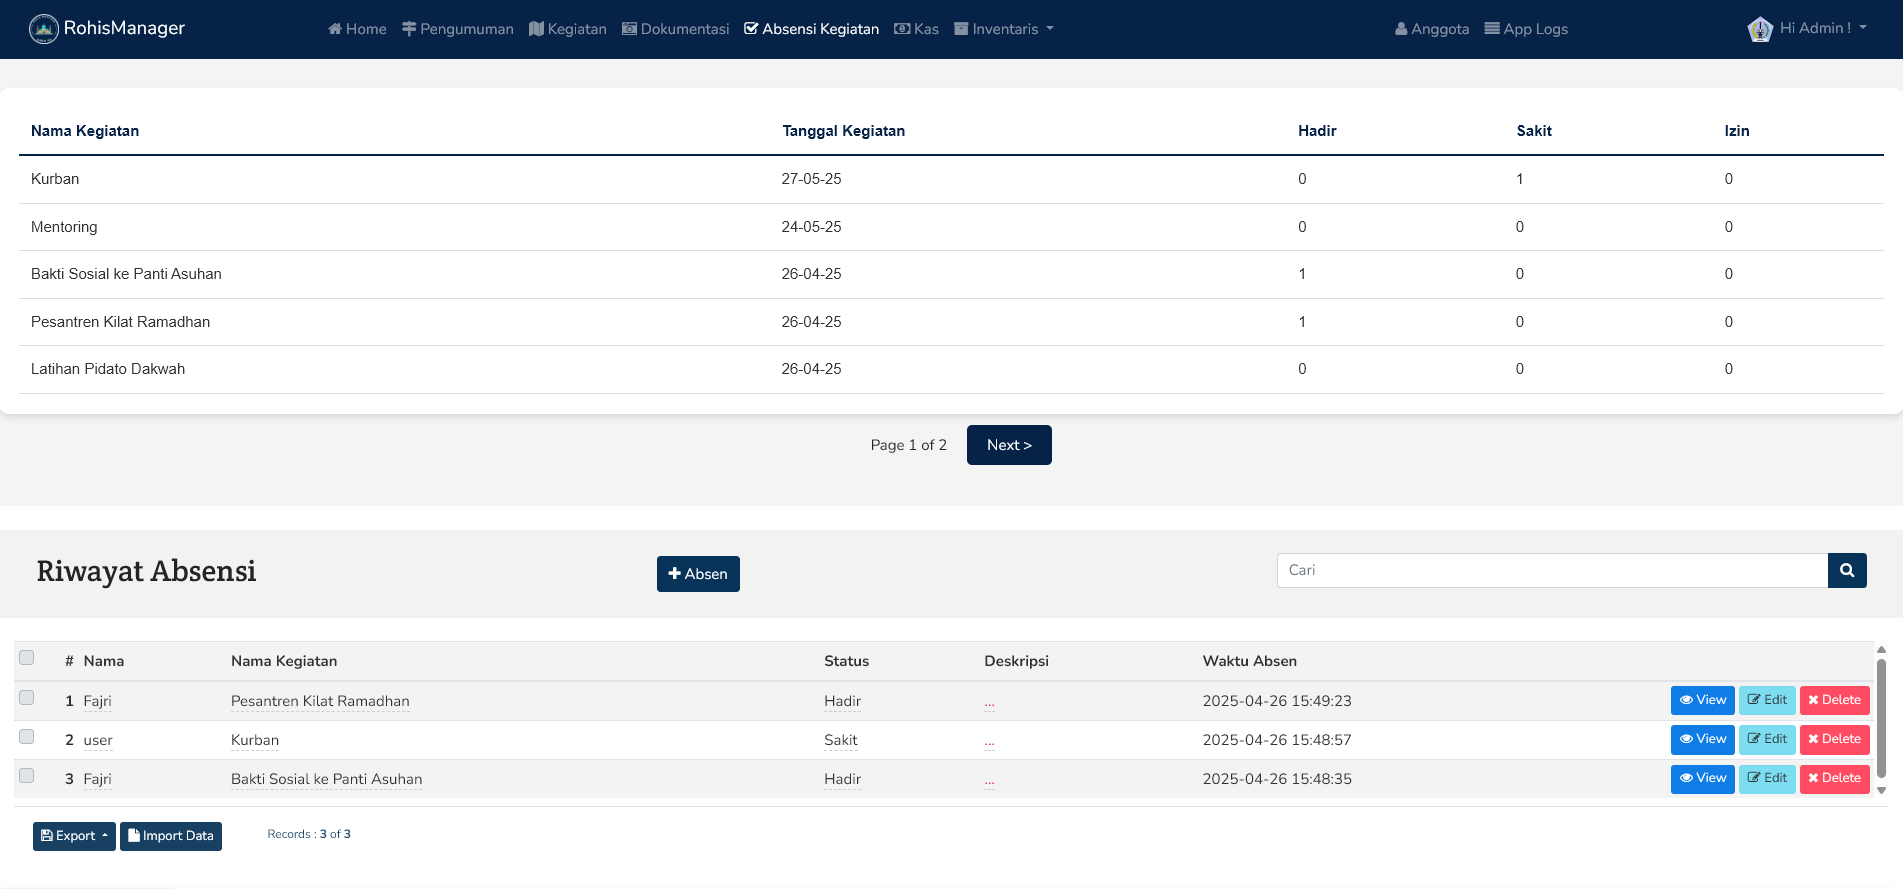 RohisManager Home Pengumuman Kegiatan Dokumentasi Absensi Kegiatan Kas Inventaris Anggota App Logs Hi Admin !
Nama Kegiatan Tanggal Kegiatan Hadir Sakit Izin
Kurban 27-05-25 0 1 0
Mentoring 24-05-25 0 0 0
Bakti Sosial ke Panti Asuhan 26-04-25 1 0 0
Pesantren Kilat Ramadhan 26-04-25 1 0 0
Latihan Pidato Dakwah 26-04-25 0 0 0
Page 1 of 2 Next >
Riwayat Absensi Absen Cari
# Nama Nama Kegiatan Status Deskripsi Waktu Absen
1 Fajri Pesantren Kilat Ramadhan Hadir ... 2025-04-26 15:49:23 View Edit Delete
2 user Kurban Sakit ... 2025-04-26 15:48:57 View Edit Delete
3 Fajri Bakti Sosial ke Panti Asuhan Hadir ... 2025-04-26 15:48:35 View Edit Delete
Export Import Data Records : 3 of 3